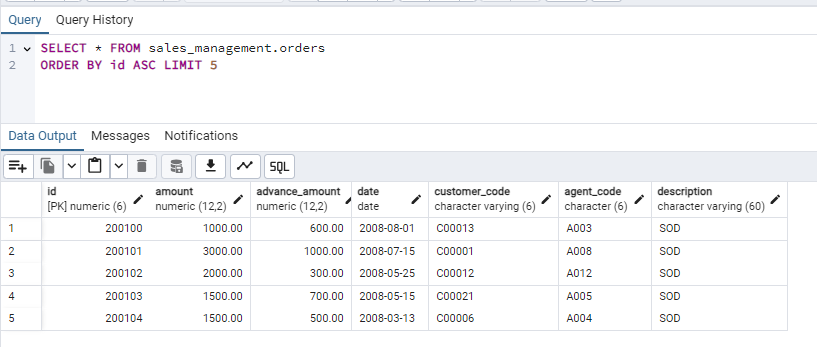 Query Query History
1 SELECT * FROM sales_management.orders
2 ORDER BY id ASC LIMIT 5
Data Output Messages Notifications
SQL
id amount advance_amount date customer_code agent_code description
[PK] numeric (6) numeric (12,2) numeric (12,2) date character varying (6) character (6) character varying (60)
1 200100 1000.00 600.00 2008-08-01 C00013 A003 SOD
2 200101 3000.00 1000.00 2008-07-15 C00001 A008 SOD
3 200102 2000.00 300.00 2008-05-25 C00012 A012 SOD
4 200103 1500.00 700.00 2008-05-15 C00021 A005 SOD
5 200104 1500.00 500.00 2008-03-13 C00006 A004 SOD